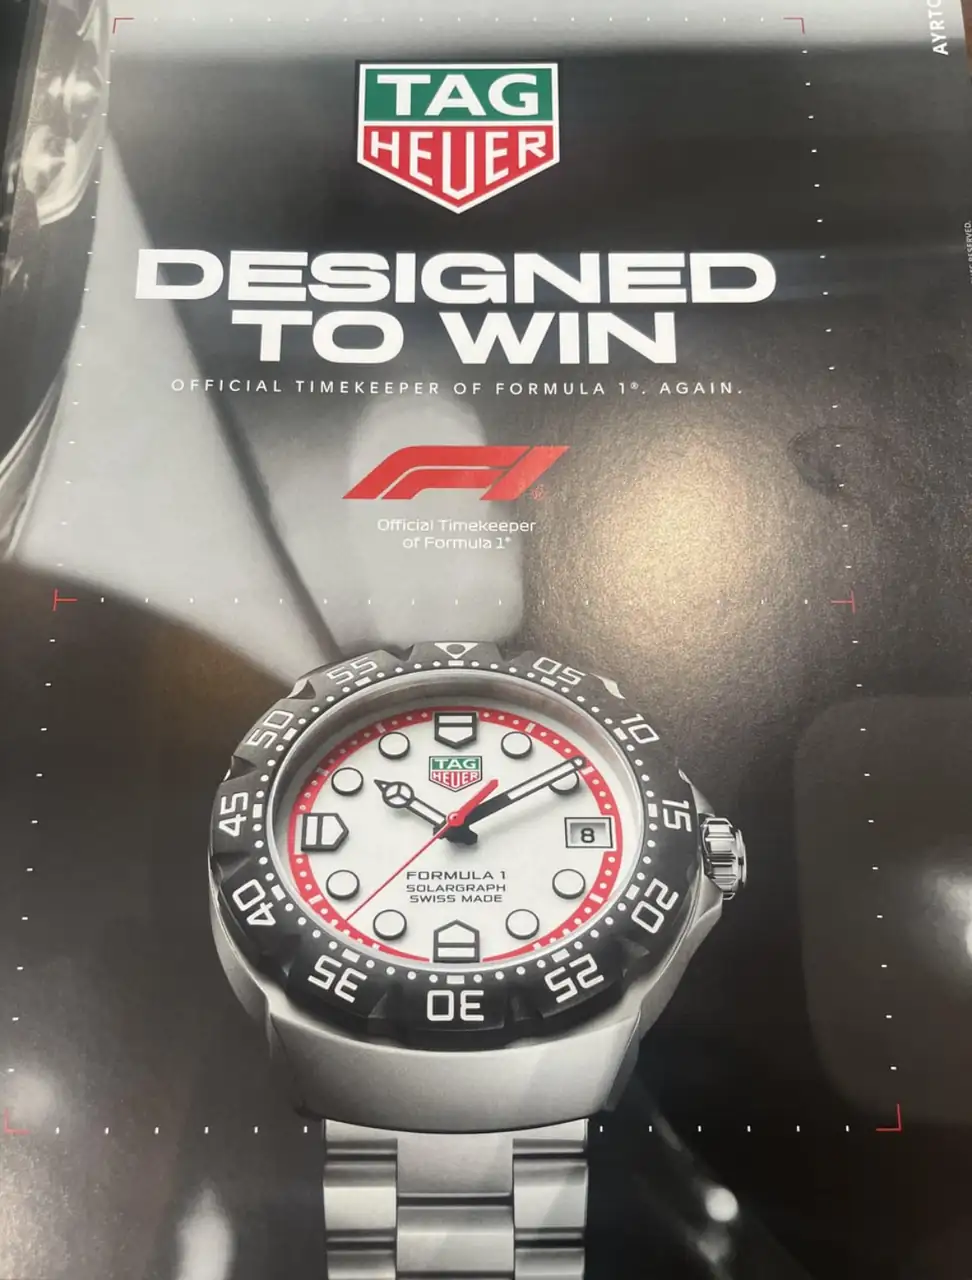 AYRTO
TAG
HEUER
DESIGNED
TO WIN
OFFICIAL TIMEKEEPER OF FORMULA 1®. AGAIN.
F1
Official Timekeeper
of Formula 1®
RESERVED.
55
05
50
10
45
15
40
20
35
25
30
TAG
HEUER
8
FORMULA 1
SOLARGRAPH
SWISS MADE